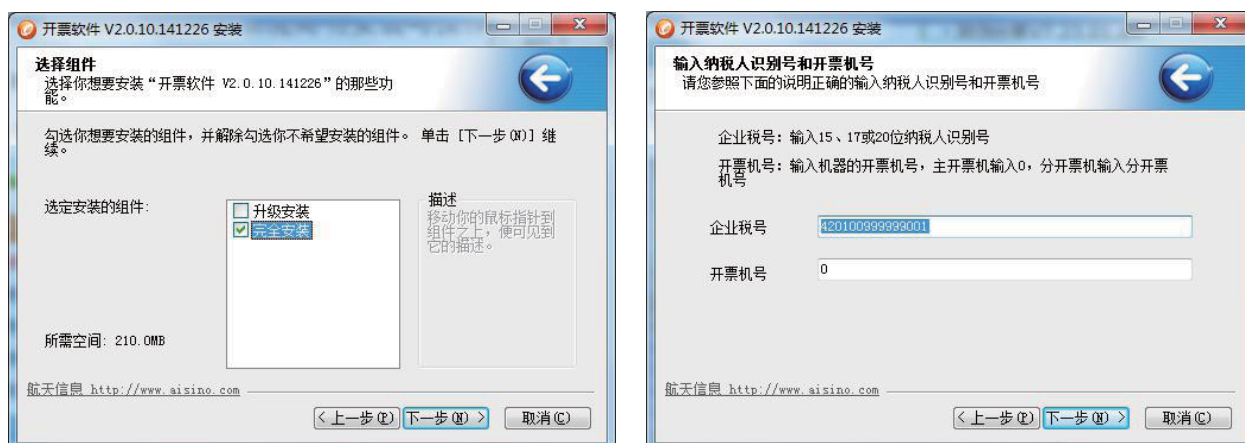 开票软件 V2.0.10.141226 安装
选择组件
选择你想要安装“开票软件 V2.0.10.141226”的那些功
能。
勾选你想要安装的组件，并解除勾选你不希望安装的组件。 单击 [下一步(N)] 继
续。
选定安装的组件:
升级安装
完全安装
描述
移动你的鼠标指针到
组件之上，便可见到
它的描述。
所需空间: 210.0MB
航天信息 http://www.aisino.com
< 上一步(P)
下一步(N) >
取消(C)
开票软件 V2.0.10.141226 安装
输入纳税人识别号和开票机号
请您参照下面的说明正确的输入纳税人识别号和开票机号
企业税号: 输入15、17或20位纳税人识别号
开票机号: 输入机器的开票机号，主开票机输入0，分开票机输入分开票
机号
企业税号
420100999999001
开票机号
0
航天信息 http://www.aisino.com
< 上一步(P)
下一步(N) >
取消(C)